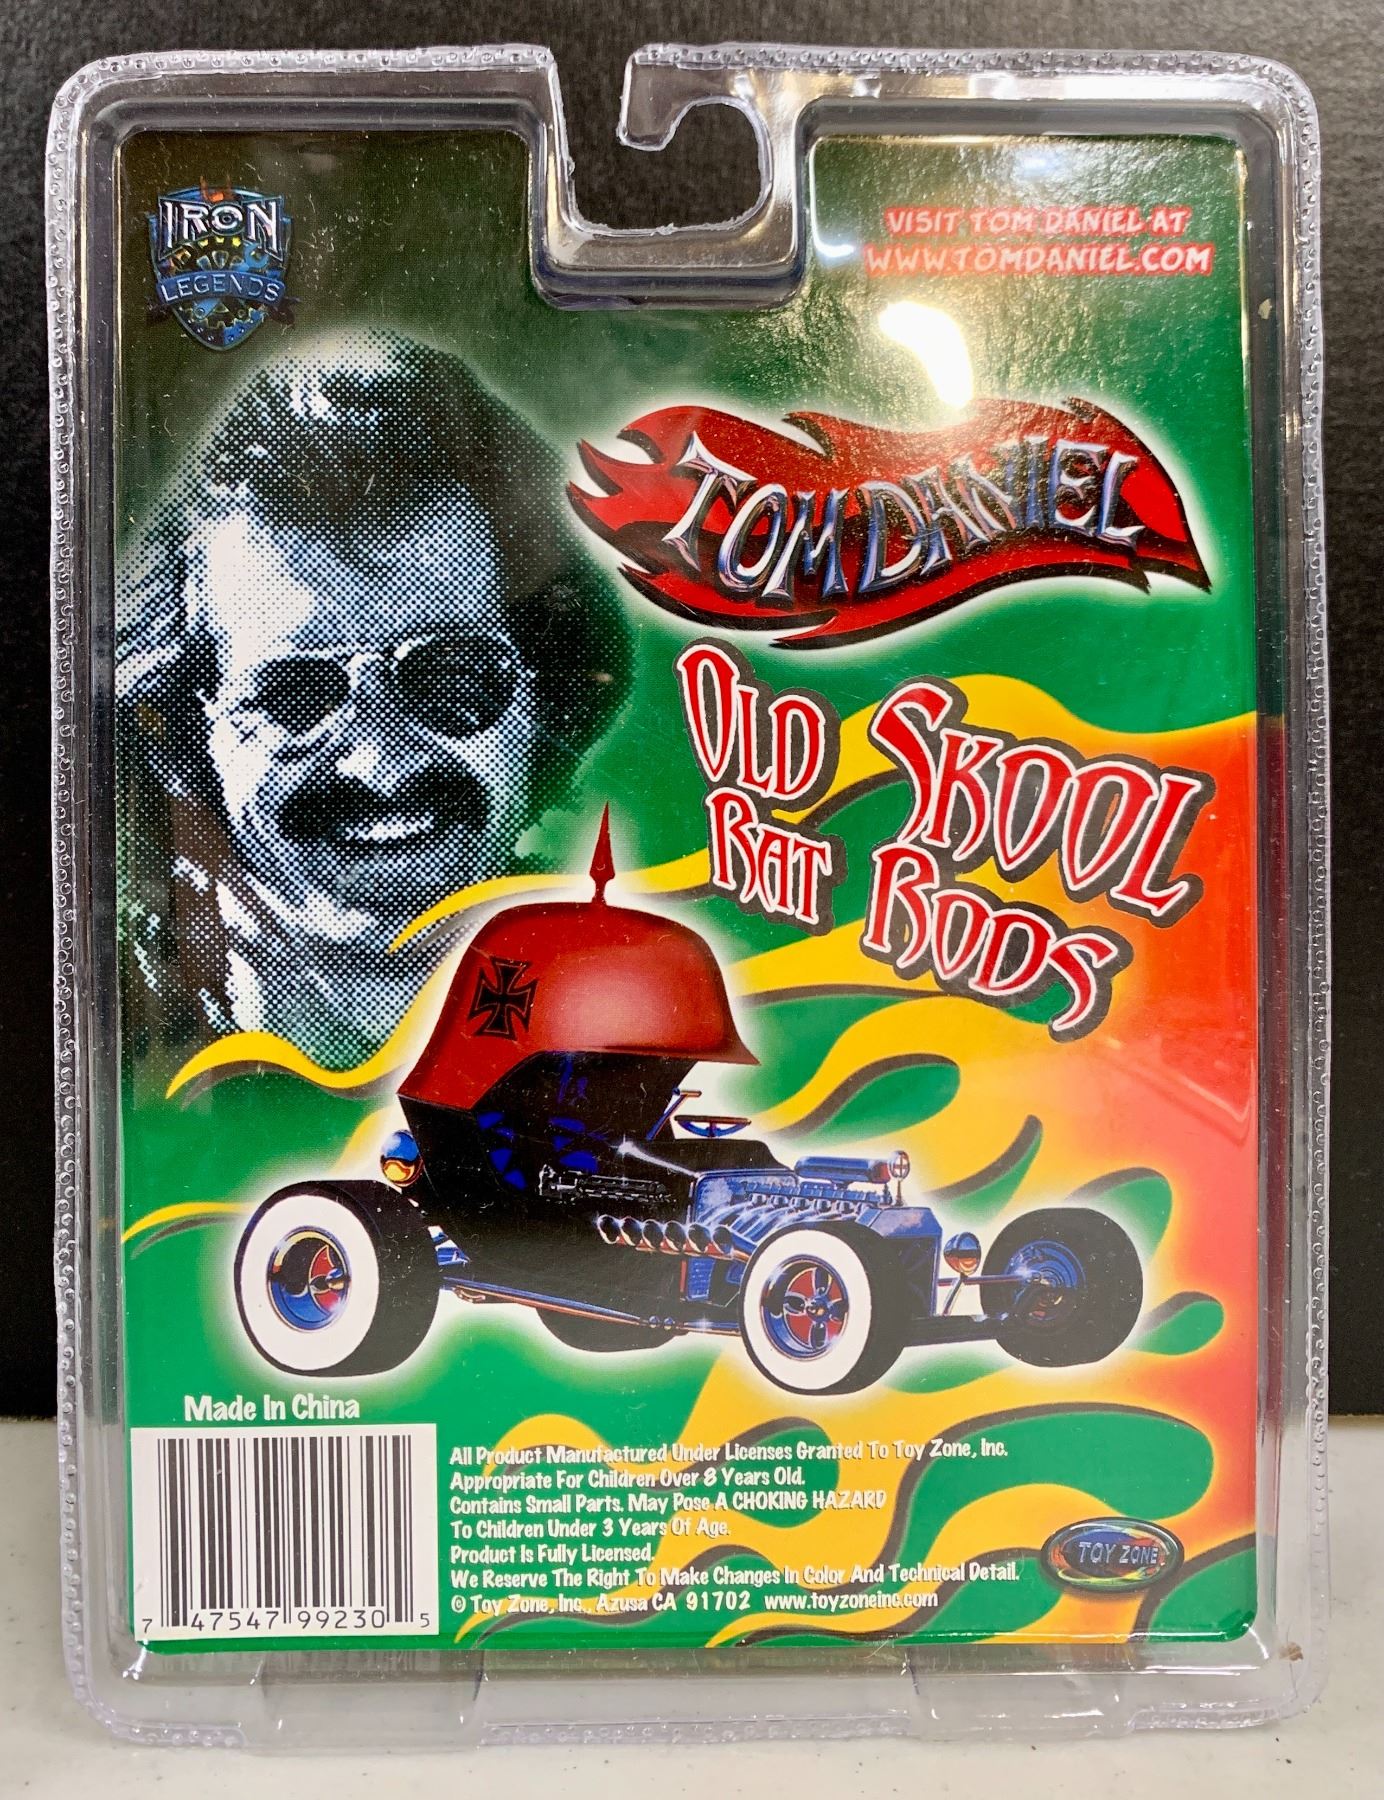 IRON
LEGENDS
VISIT TOM DANIEL AT
WWW.TOMDANIEL.COM
TOM DANIEL
OLD SKOOL
RAT RODS
Made In China
7 47547 99230 5
All Product Manufactured Under Licenses Granted To Toy Zone, Inc.
Appropriate For Children Over 8 Years Old.
Contains Small Parts. May Pose A CHOKING HAZARD
To Children Under 3 Years Of Age.
Product Is Fully Licensed.
We Reserve The Right To Make Changes In Color And Technical Detail.
© Toy Zone, Inc., Azusa CA 91702 www.toyzoneinc.com
TOY ZONE